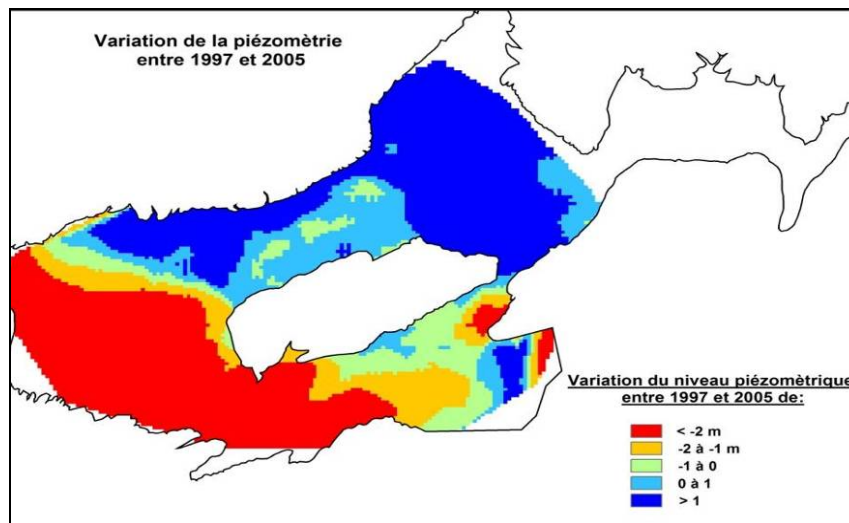 Variation de la piézomètrie
entre 1997 et 2005
Variation du niveau piézomètrique
entre 1997 et 2005 de:
< -2 m
-2 à -1 m
-1 à 0
0 à 1
> 1